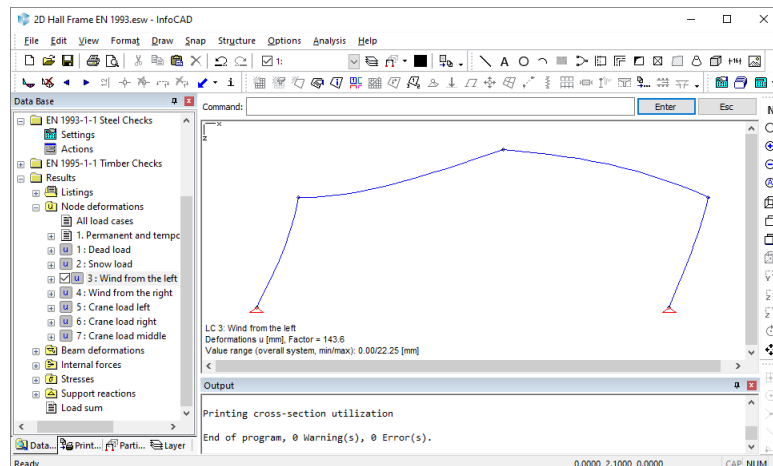 2D Hall Frame EN 1993.esw - InfoCAD
File Edit View Format Draw Snap Structure Options Analysis Help
1:
Data Base
Command:
Enter
Esc
EN 1993-1-1 Steel Checks
Settings
Actions
EN 1995-1-1 Timber Checks
Results
Listings
Node deformations
All load cases
1. Permanent and tempo
1 : Dead load
2 : Snow load
3 : Wind from the left
4 : Wind from the right
5 : Crane load left
6 : Crane load right
7 : Crane load middle
Beam deformations
Internal forces
Stresses
Support reactions
Load sum
Data... Print... Parti... Layer
x
z
LC 3: Wind from the left
Deformations u [mm], Factor = 143.6
Value range (overall system, min/max): 0.00/22.25 [mm]
Output
Printing cross-section utilization
End of program, 0 Warning(s), 0 Error(s).
Ready
0.0000 2.1000 0.0000
CAP NUM